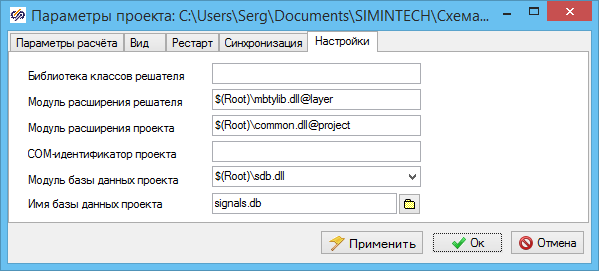 Параметры проекта: C:\Users\Serg\Documents\SIMINTECH\Схема...
Параметры расчёта Вид Рестарт Синхронизация Настройки
Библиотека классов решателя
Модуль расширения решателя $(Root)\mbtylib.dll@layer
Модуль расширения проекта $(Root)\common.dll@project
COM-идентификатор проекта
Модуль базы данных проекта $(Root)\sdb.dll
Имя базы данных проекта signals.db
Применить Ок Отмена